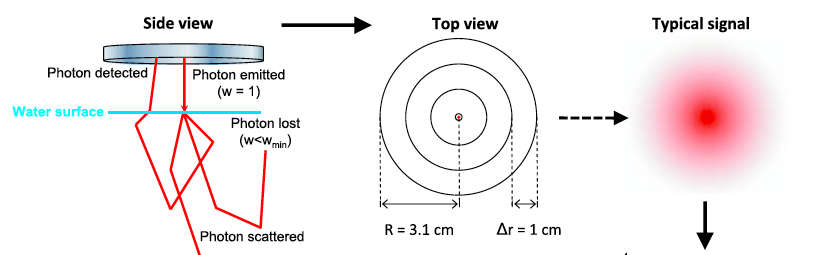 Side view
Top view
Typical signal
Photon detected
Photon emitted
(w = 1)
Water surface
Photon lost
(w<wmin)
Photon scattered
R = 3.1 cm
Δr = 1 cm